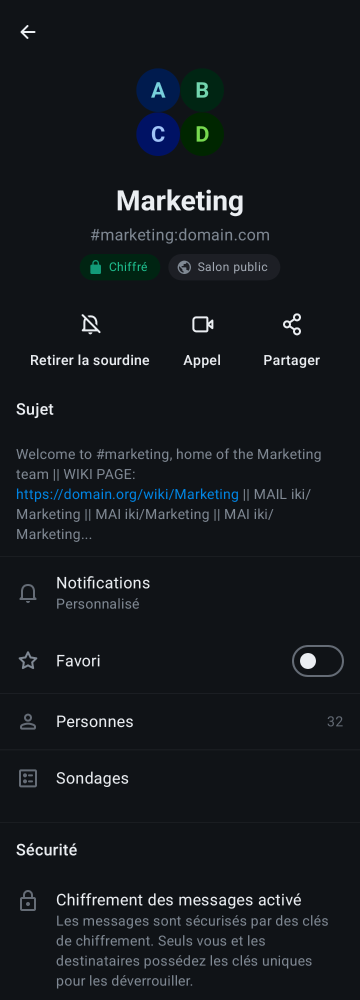 A B
C D
Marketing
#marketing:domain.com
Chiffré Salon public
Retirer la sourdine Appel Partager
Sujet
Welcome to #marketing, home of the Marketing
team || WIKI PAGE:
https://domain.org/wiki/Marketing || MAIL iki/
Marketing || MAI iki/Marketing || MAI iki/
Marketing...
Notifications
Personnalisé
Favori
Personnes 32
Sondages
Sécurité
Chiffrement des messages activé
Les messages sont sécurisés par des clés
de chiffrement. Seuls vous et les
destinataires possédez les clés uniques
pour les déverrouiller.